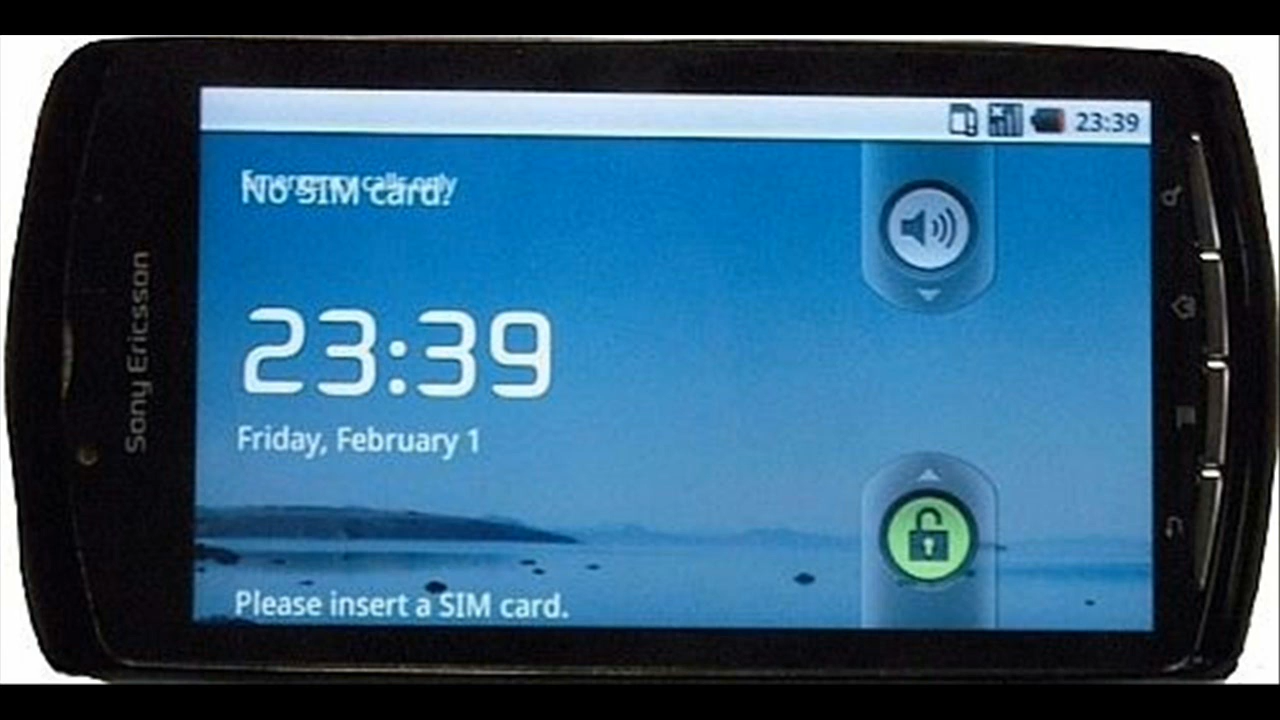 23:39
Emergency calls only
No SIM card.
23:39
Friday, February 1
Please insert a SIM card.
Sony Ericsson